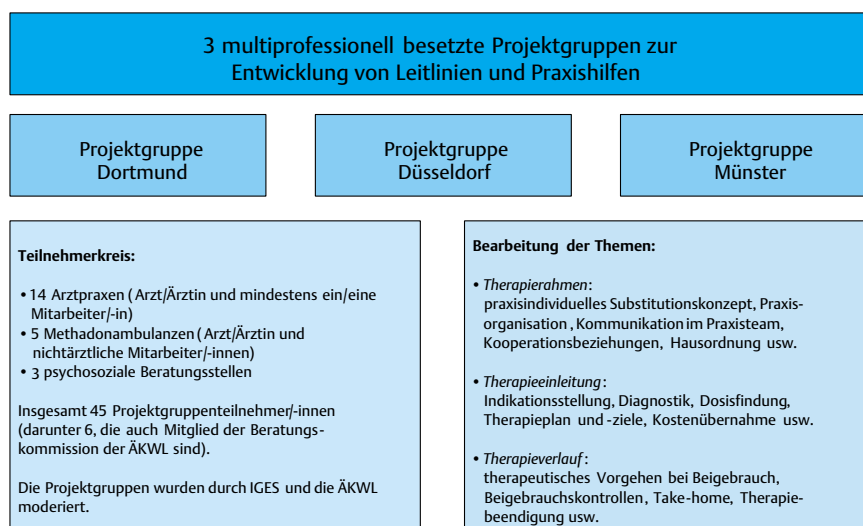 3 multiprofessionell besetzte Projektgruppen zur
Entwicklung von Leitlinien und Praxishilfen
Projektgruppe
Dortmund
Projektgruppe
Düsseldorf
Projektgruppe
Münster
Teilnehmerkreis:
• 14 Arztpraxen (Arzt/Ärztin und mindestens ein/eine
Mitarbeiter/-in)
• 5 Methadonambulanzen (Arzt/Ärztin und
nichtärztliche Mitarbeiter/-innen)
• 3 psychosoziale Beratungsstellen
Insgesamt 45 Projektgruppenteilnehmer/-innen
(darunter 6, die auch Mitglied der Beratungs-
kommission der ÄKWL sind).
Die Projektgruppen wurden durch IGES und die ÄKWL
moderiert.
Bearbeitung der Themen:
• Therapierahmen:
praxisindividuelles Substitutionskonzept, Praxis-
organisation, Kommunikation im Praxisteam,
Kooperationsbeziehungen, Hausordnung usw.
• Therapieeinleitung:
Indikationsstellung, Diagnostik, Dosisfindung,
Therapieplan und -ziele, Kostenübernahme usw.
• Therapieverlauf:
therapeutisches Vorgehen bei Beigebrauch,
Beigebrauchskontrollen, Take-home, Therapie-
beendigung usw.